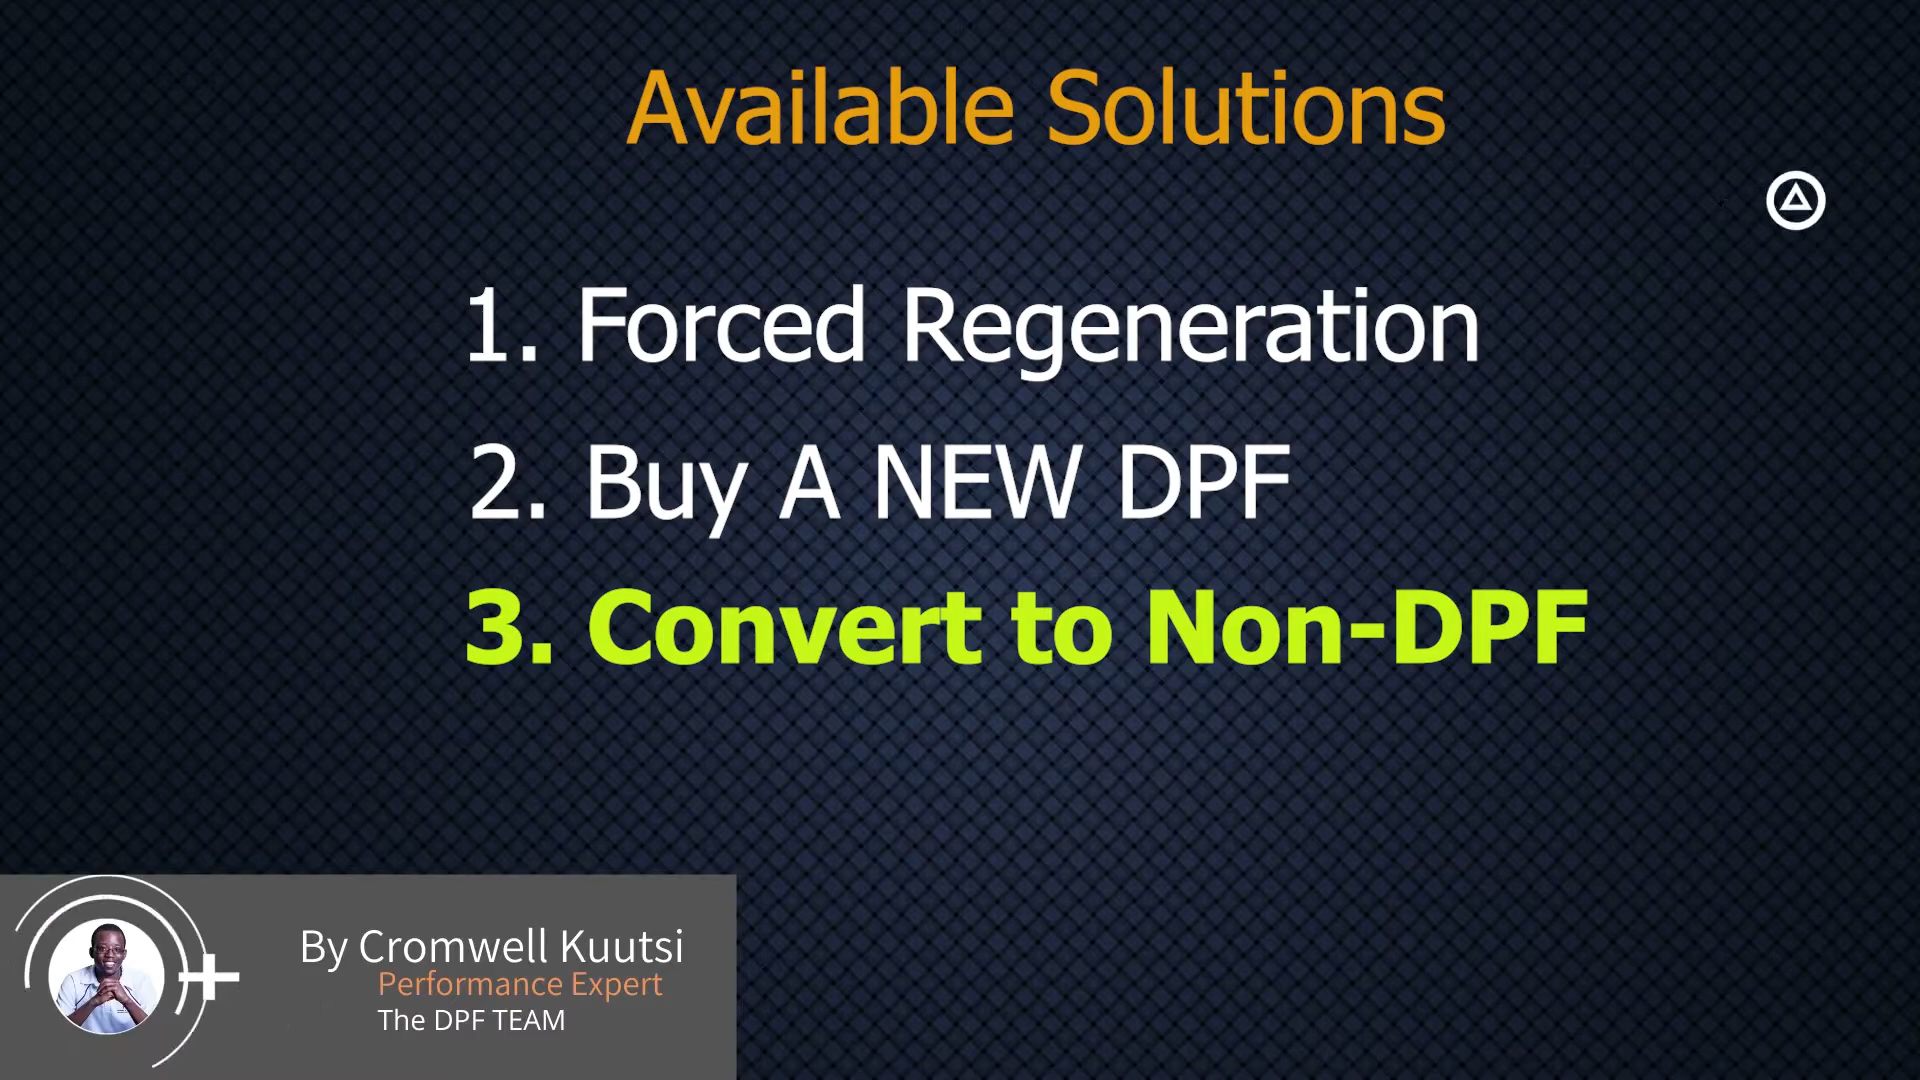 Available Solutions
1. Forced Regeneration
2. Buy A NEW DPF
3. Convert to Non-DPF
By Cromwell Kuutsi
Performance Expert
The DPF TEAM